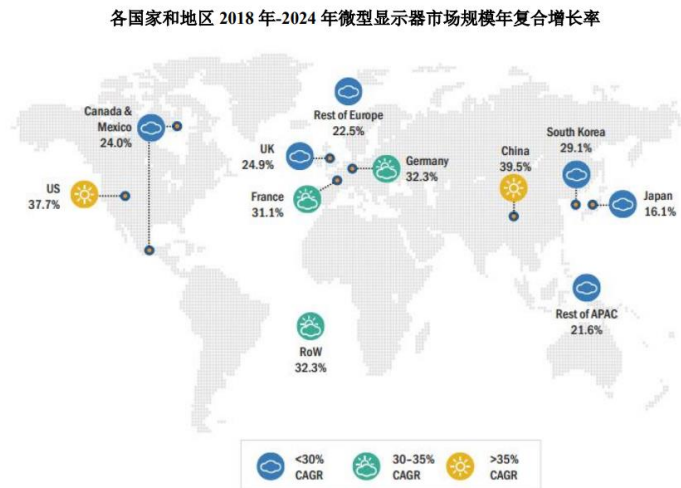 各国家和地区 2018 年-2024 年微型显示器市场规模年复合增长率
Canada &
Mexico
24.0%
US
37.7%
Rest of Europe
22.5%
UK
24.9%
France
31.1%
Germany
32.3%
China
39.5%
South Korea
29.1%
Japan
16.1%
Rest of APAC
21.6%
RoW
32.3%
<30%
CAGR
30-35%
CAGR
>35%
CAGR